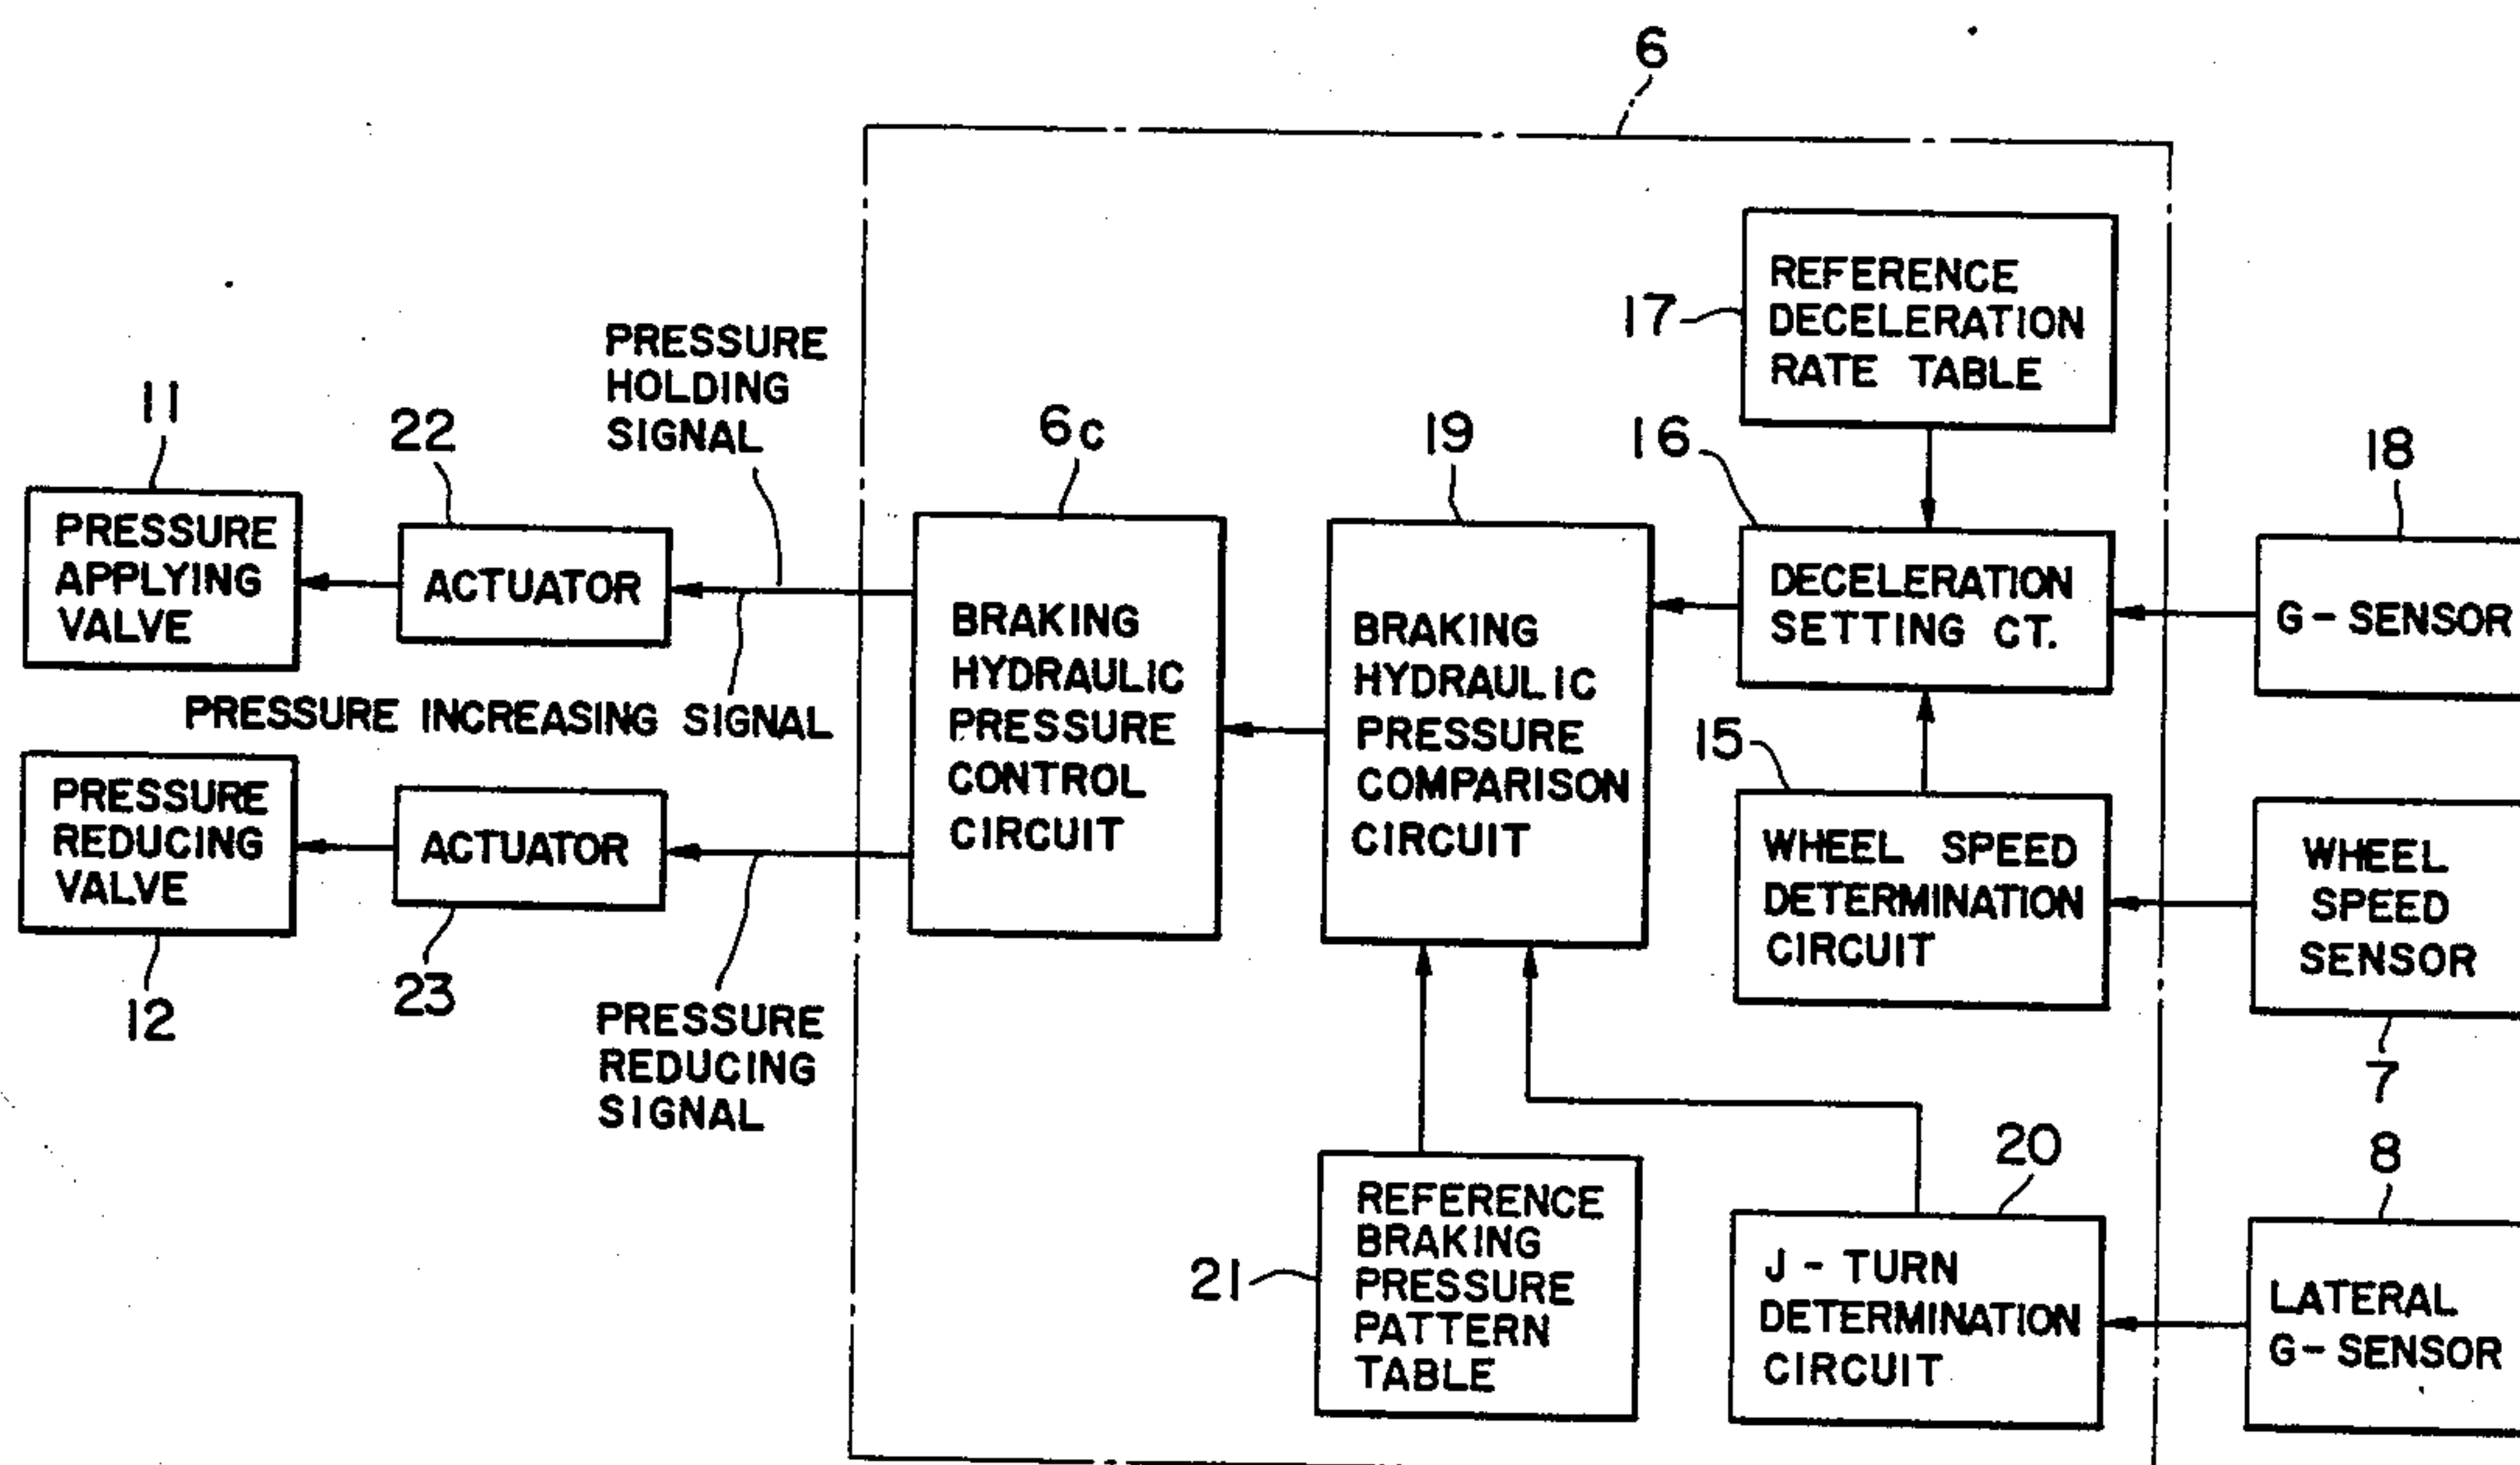 6
REFERENCE
DECELERATION
RATE TABLE
17
PRESSURE
HOLDING
SIGNAL
11
22
6c
19
16
18
PRESSURE
APPLYING
VALVE
ACTUATOR
BRAKING
HYDRAULIC
PRESSURE
CONTROL
CIRCUIT
BRAKING
HYDRAULIC
PRESSURE
COMPARISON
CIRCUIT
DECELERATION
SETTING CT.
G-SENSOR
PRESSURE INCREASING SIGNAL
15
PRESSURE
REDUCING
VALVE
ACTUATOR
WHEEL SPEED
DETERMINATION
CIRCUIT
WHEEL
SPEED
SENSOR
12
23
7
PRESSURE
REDUCING
SIGNAL
20
8
21
REFERENCE
BRAKING
PRESSURE
PATTERN
TABLE
J-TURN
DETERMINATION
CIRCUIT
LATERAL
G-SENSOR